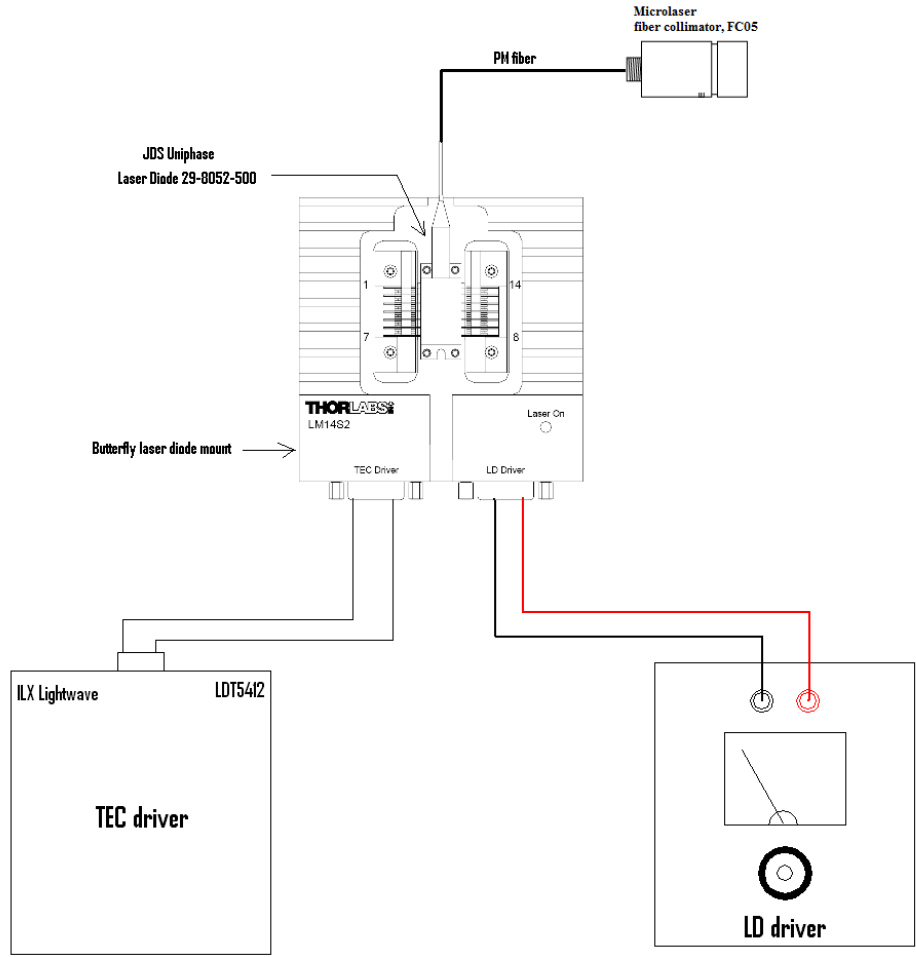 Microlaser
fiber collimator, FC05
PM fiber
JDS Uniphase
Laser Diode 29-8052-500
1
14
7
8
THORLABS
LM14S2
Laser On
Butterfly laser diode mount
TEC Driver
LD Driver
ILX Lightwave
LDT5412
TEC driver
LD driver